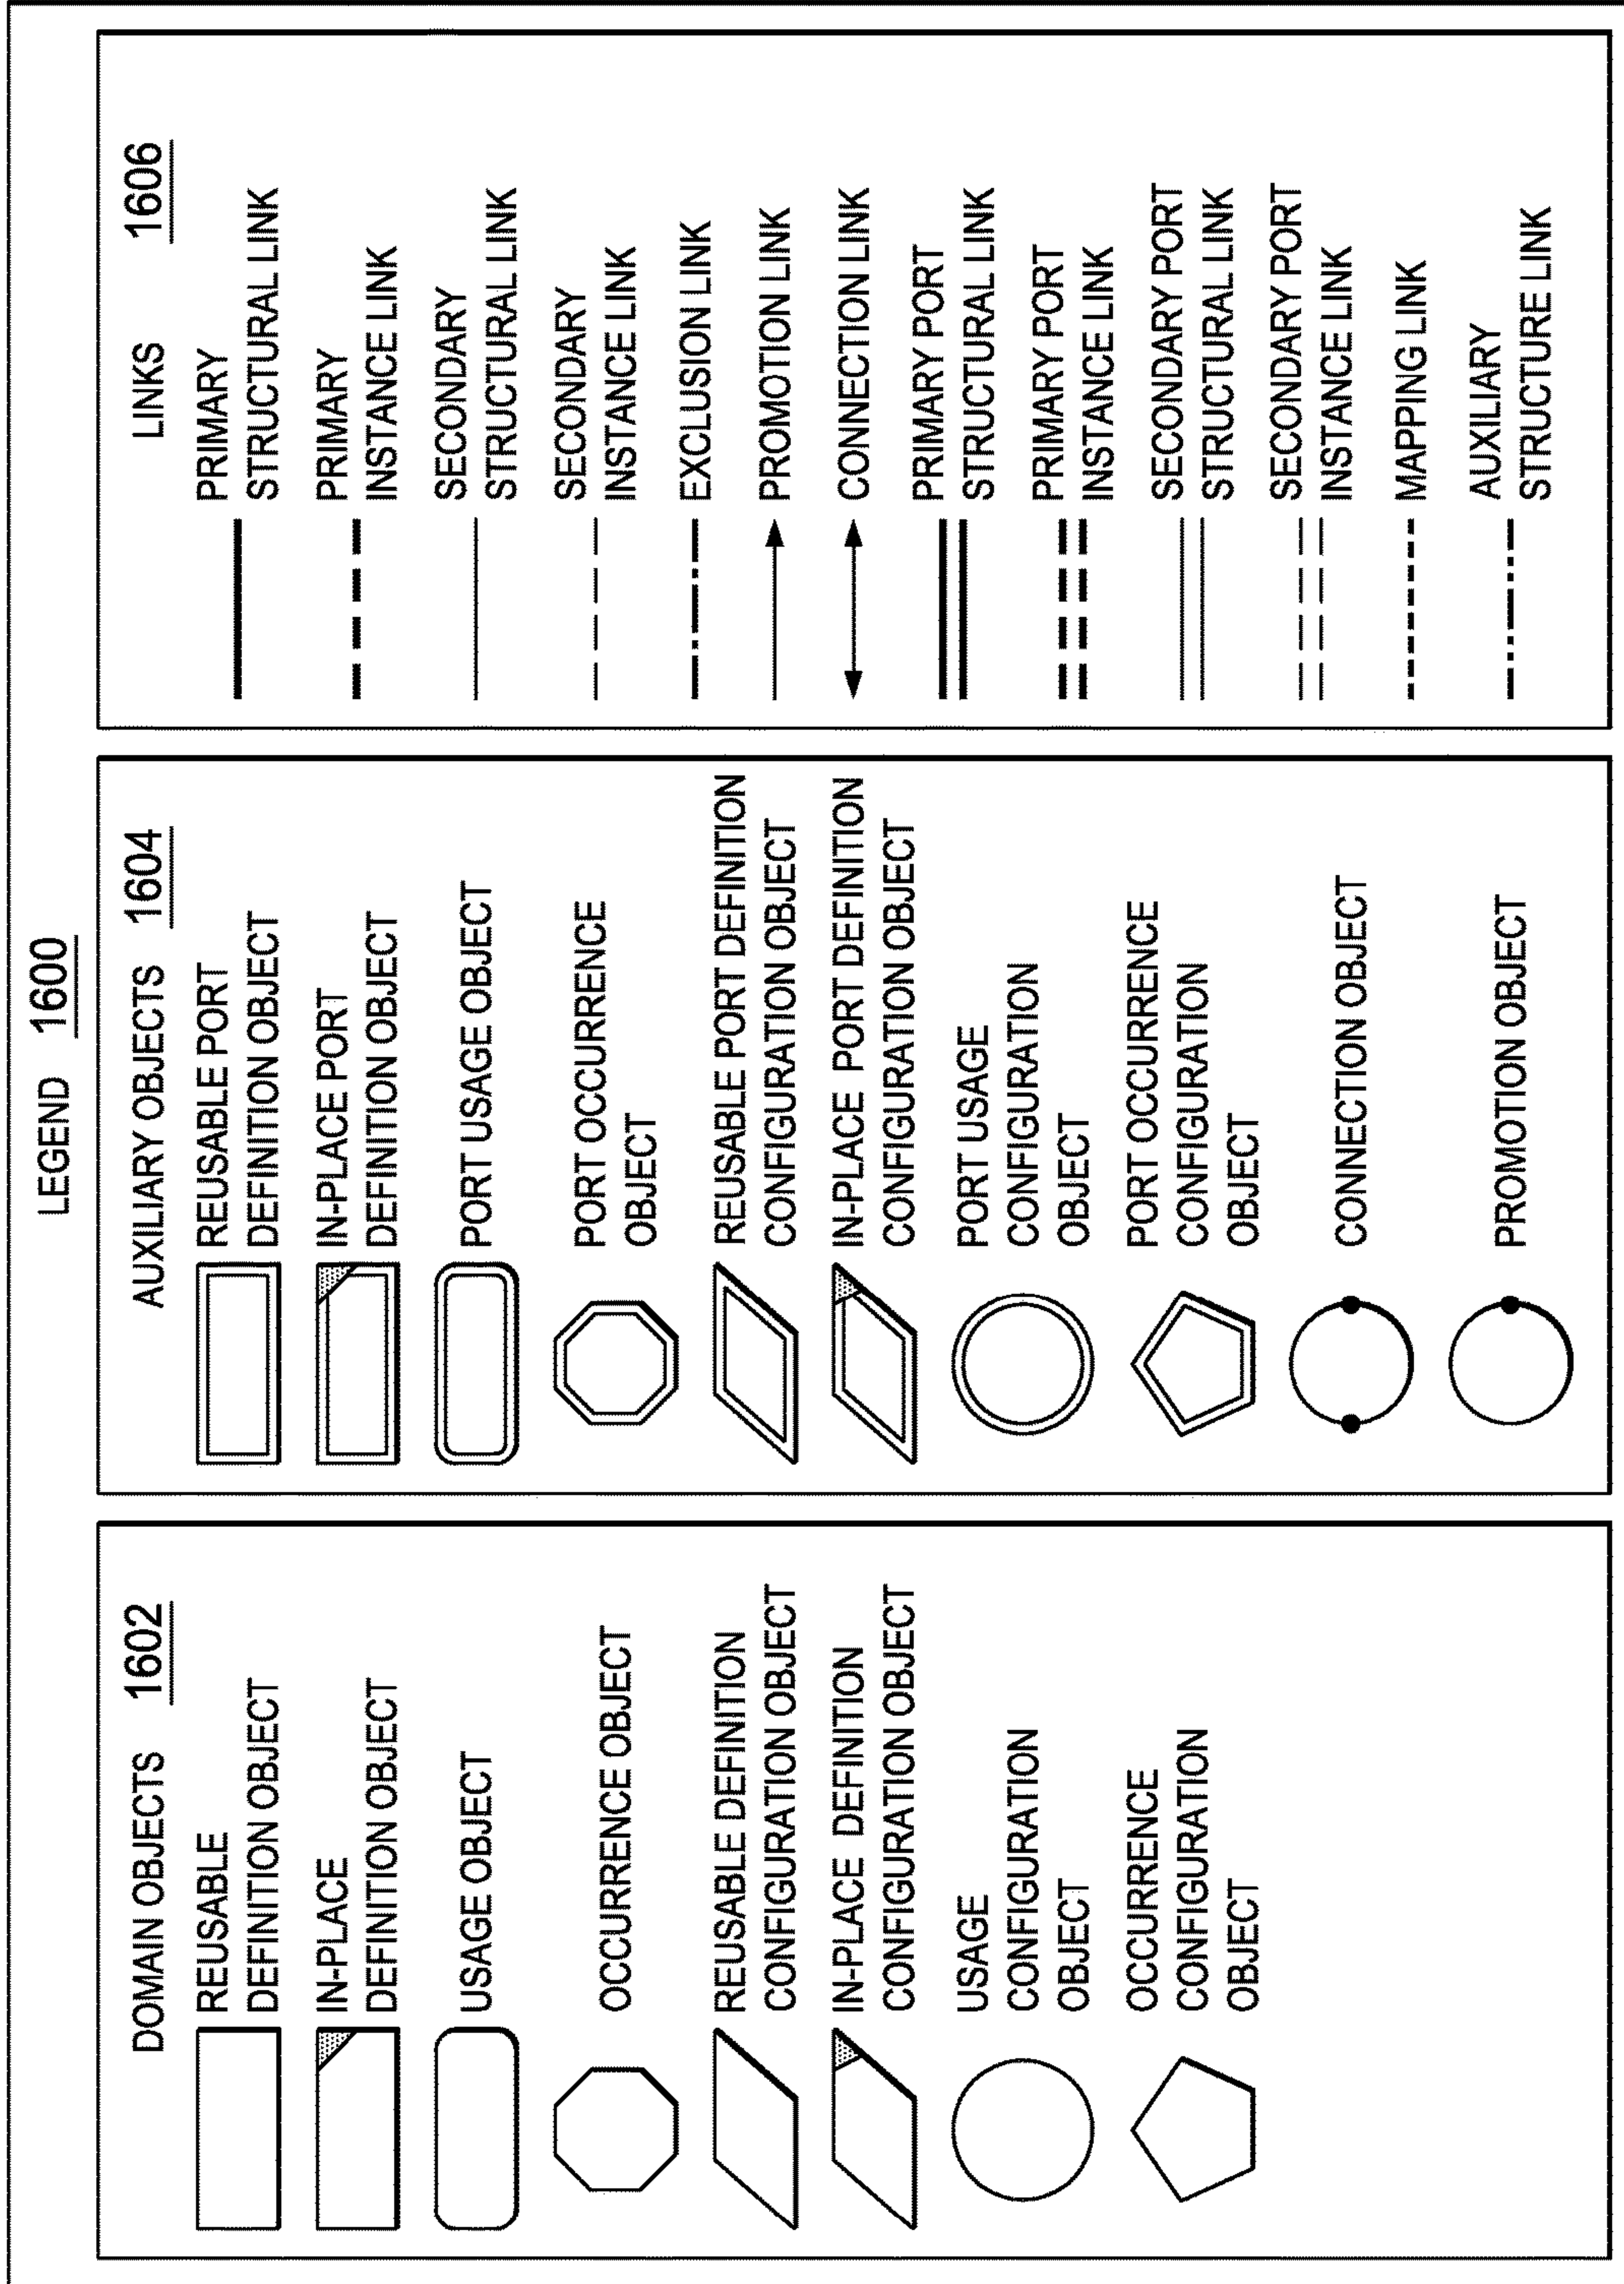 LEGEND 1600
DOMAIN OBJECTS 1602
REUSABLE
DEFINITION OBJECT
IN-PLACE
DEFINITION OBJECT
USAGE OBJECT
OCCURRENCE OBJECT
REUSABLE DEFINITION
CONFIGURATION OBJECT
IN-PLACE DEFINITION
CONFIGURATION OBJECT
USAGE
CONFIGURATION
OBJECT
OCCURRENCE
CONFIGURATION
OBJECT
AUXILIARY OBJECTS 1604
REUSABLE PORT
DEFINITION OBJECT
IN-PLACE PORT
DEFINITION OBJECT
PORT USAGE OBJECT
PORT OCCURRENCE
OBJECT
REUSABLE PORT DEFINITION
CONFIGURATION OBJECT
IN-PLACE PORT DEFINITION
CONFIGURATION OBJECT
PORT USAGE
CONFIGURATION
OBJECT
PORT OCCURRENCE
CONFIGURATION
OBJECT
CONNECTION OBJECT
PROMOTION OBJECT
LINKS 1606
PRIMARY
STRUCTURAL LINK
PRIMARY
INSTANCE LINK
SECONDARY
STRUCTURAL LINK
SECONDARY
INSTANCE LINK
EXCLUSION LINK
PROMOTION LINK
CONNECTION LINK
PRIMARY PORT
STRUCTURAL LINK
PRIMARY PORT
INSTANCE LINK
SECONDARY PORT
STRUCTURAL LINK
SECONDARY PORT
INSTANCE LINK
MAPPING LINK
AUXILIARY
STRUCTURE LINK